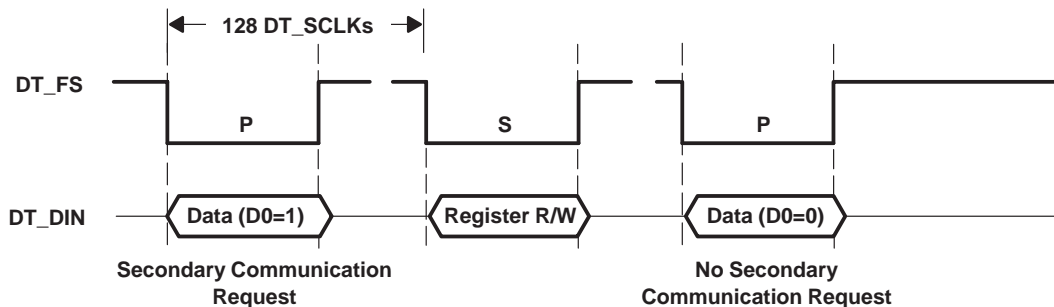 128 DT_SCLKs
DT_FS
P
S
P
DT_DIN
Data (D0=1)
Register R/W
Data (D0=0)
Secondary Communication
Request
No Secondary
Communication Request